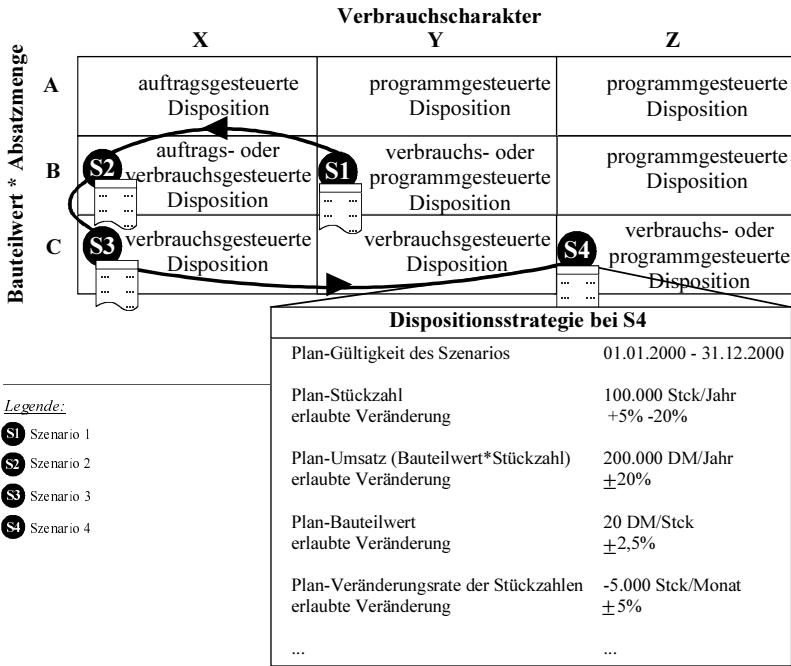 Verbrauchscharakter
X Y Z
Bauteilwert * Absatzmenge
A
auftragsgesteuerte
Disposition
programmgesteuerte
Disposition
programmgesteuerte
Disposition
B
S2
auftrags- oder
verbrauchsgesteuerte
Disposition
S1
verbrauchs- oder
programmgesteuerte
Disposition
programmgesteuerte
Disposition
C
S3
verbrauchsgesteuerte
Disposition
verbrauchsgesteuerte
Disposition
S4
verbrauchs- oder
programmgesteuerte
Disposition
Dispositionsstrategie bei S4
Plan-Gültigkeit des Szenarios 01.01.2000 - 31.12.2000
Plan-Stückzahl 100.000 Stck/Jahr
erlaubte Veränderung +5% -20%
Plan-Umsatz (Bauteilwert*Stückzahl) 200.000 DM/Jahr
erlaubte Veränderung ±20%
Plan-Bauteilwert 20 DM/Stck
erlaubte Veränderung ±2,5%
Plan-Veränderungsrate der Stückzahlen -5.000 Stck/Monat
erlaubte Veränderung ±5%
... ...
Legende:
S1 Szenario 1
S2 Szenario 2
S3 Szenario 3
S4 Szenario 4